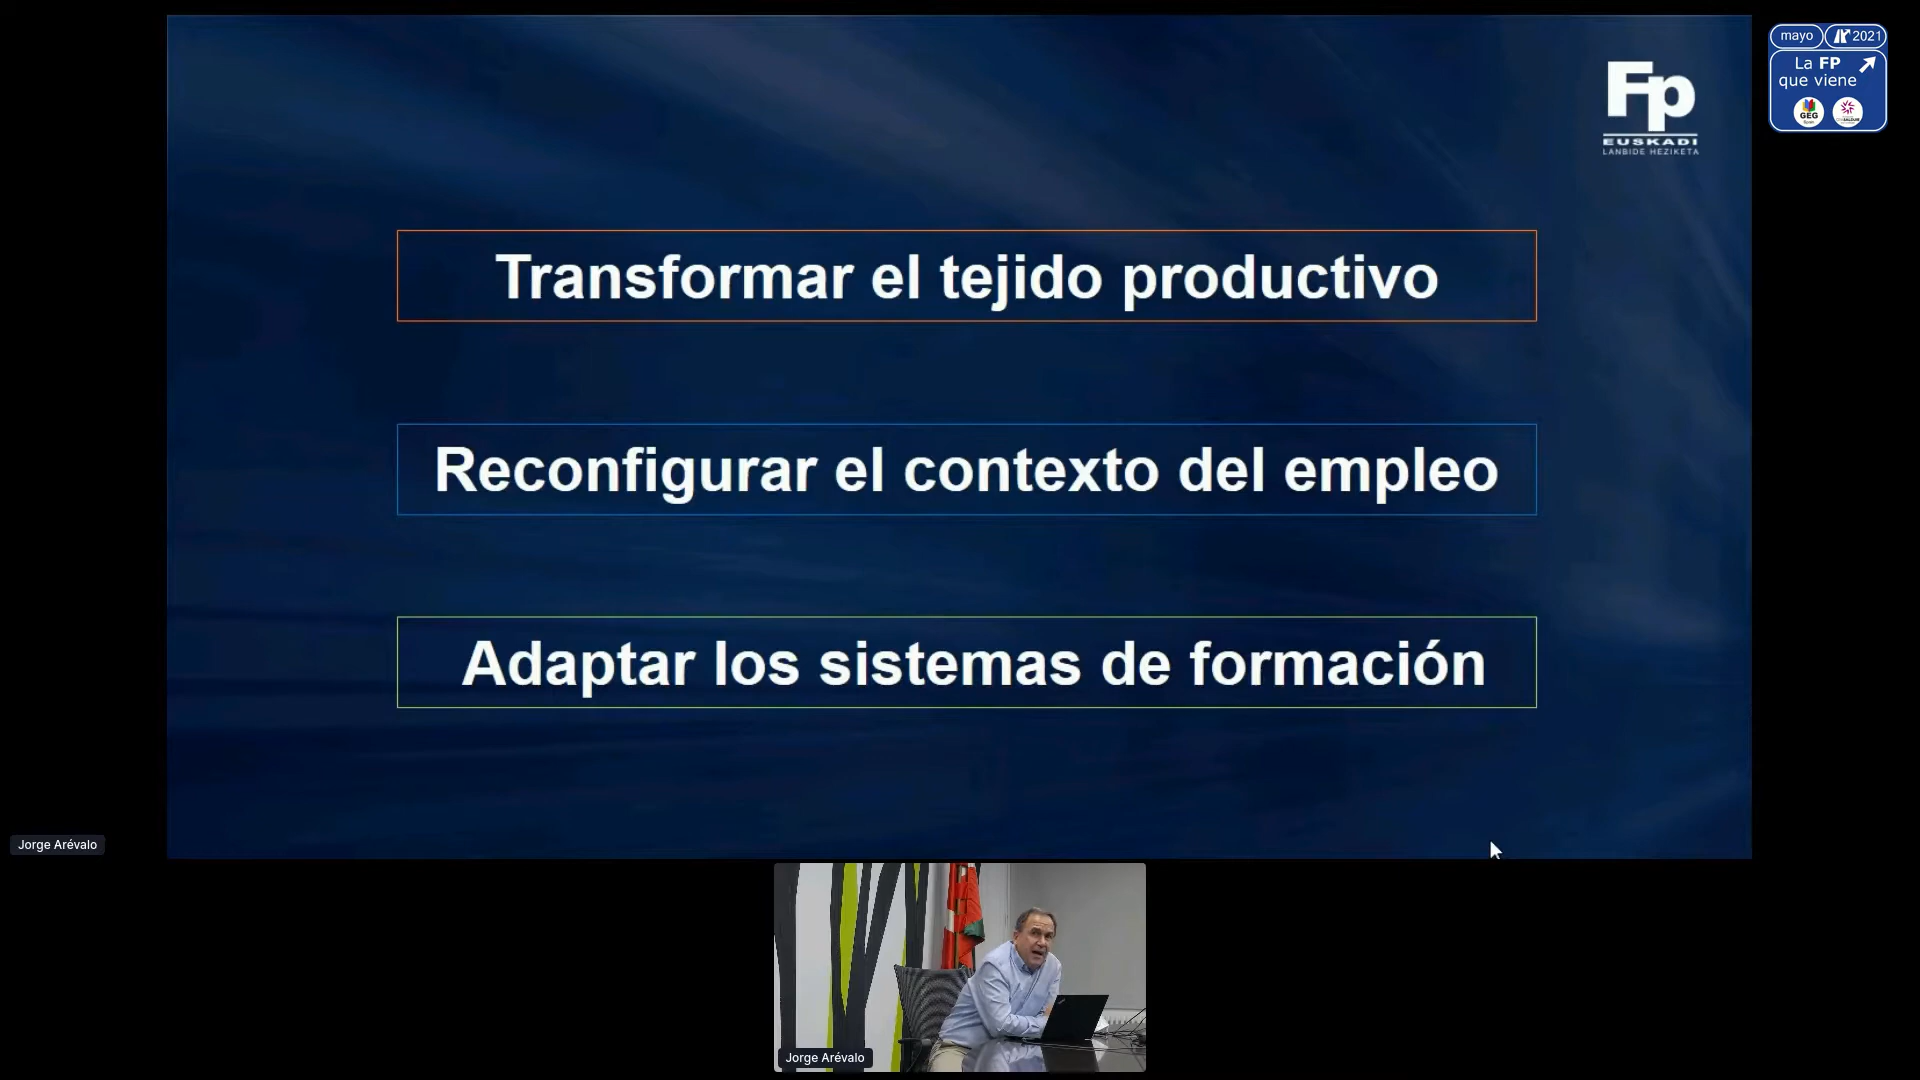 mayo
2021
La FP
que viene
GEG
Fp
EUSKADI
LANBIDE HEZIKETA
Transformar el tejido productivo
Reconfigurar el contexto del empleo
Adaptar los sistemas de formación
Jorge Arévalo
Jorge Arévalo